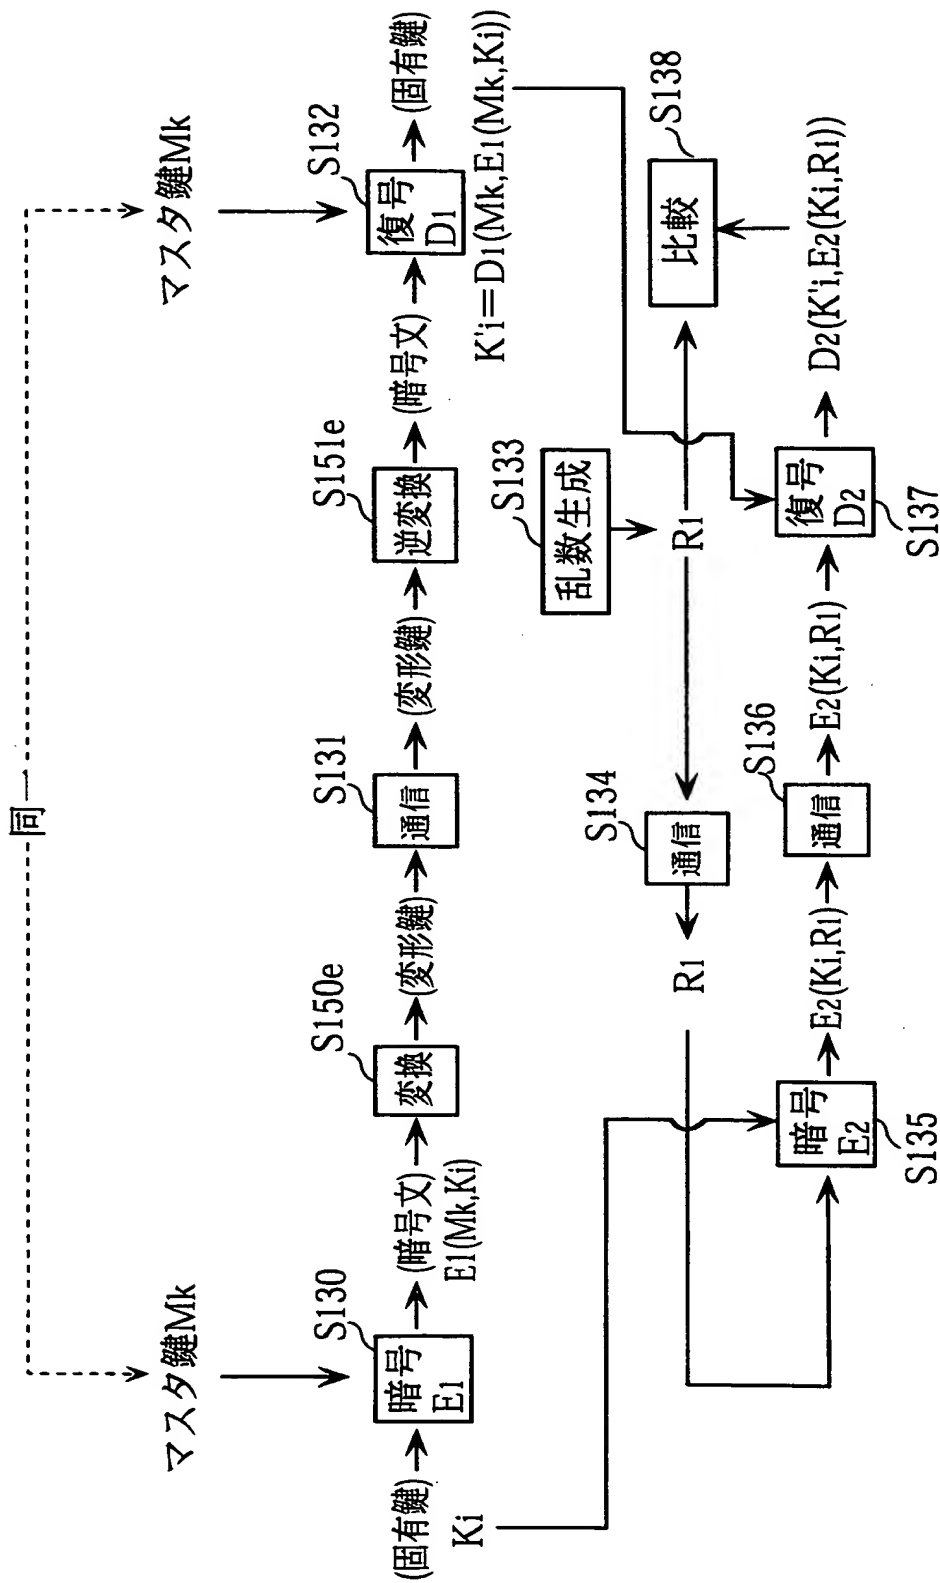 同一
マスタ鍵Mk
マスタ鍵Mk
S130
S150e
S131
S151e
S132
(固有鍵)
Ki
暗号
E1
(暗号文)
E1(Mk,Ki)
変換
(変形鍵)
通信
(変形鍵)
逆変換
(暗号文)
復号
D1
(固有鍵)
K'i=D1(Mk,E1(Mk,Ki))
S133
乱数生成
S134
通信
R1
R1
S138
比較
暗号
E2
S135
E2(Ki,R1)
S136
通信
E2(Ki,R1)
復号
D2
S137
D2(K'i,E2(Ki,R1))